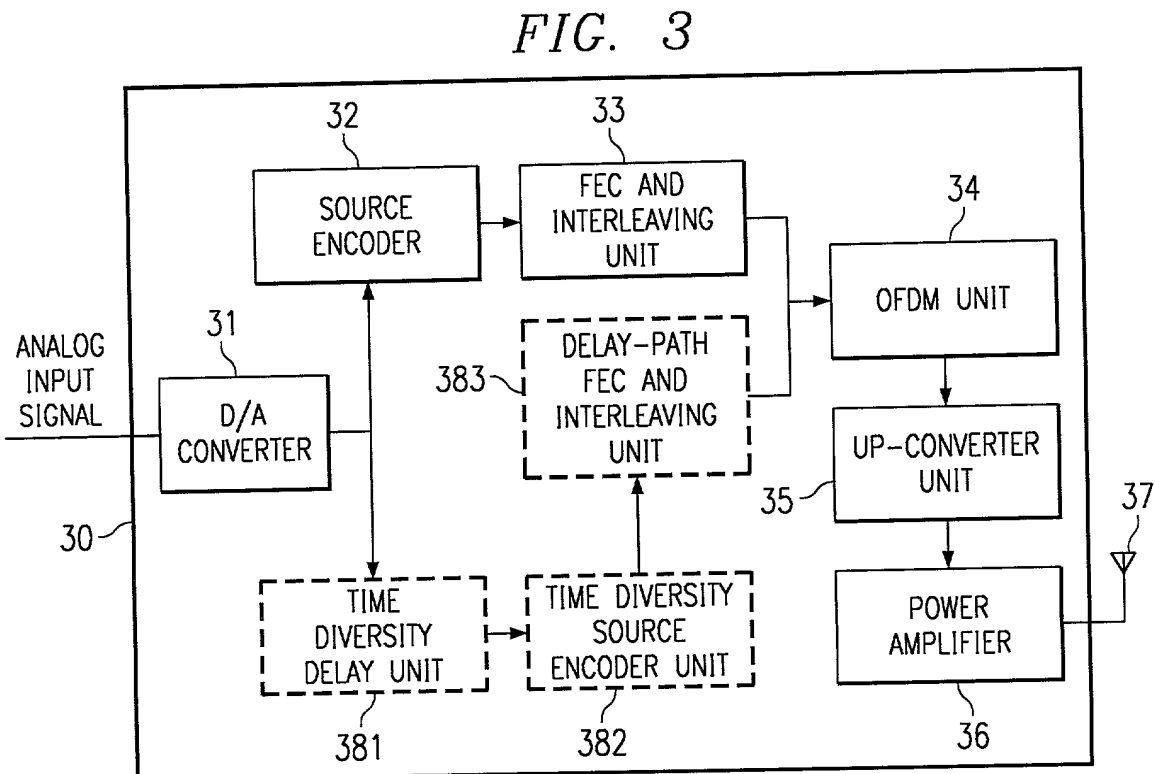 FIG. 3
32
SOURCE
ENCODER
33
FEC AND
INTERLEAVING
UNIT
34
OFDM UNIT
ANALOG
INPUT
SIGNAL
31
D/A
CONVERTER
383
DELAY-PATH
FEC AND
INTERLEAVING
UNIT
35
UP-CONVERTER
UNIT
30
37
TIME
DIVERSITY
DELAY UNIT
381
TIME DIVERSITY
SOURCE
ENCODER UNIT
382
POWER
AMPLIFIER
36